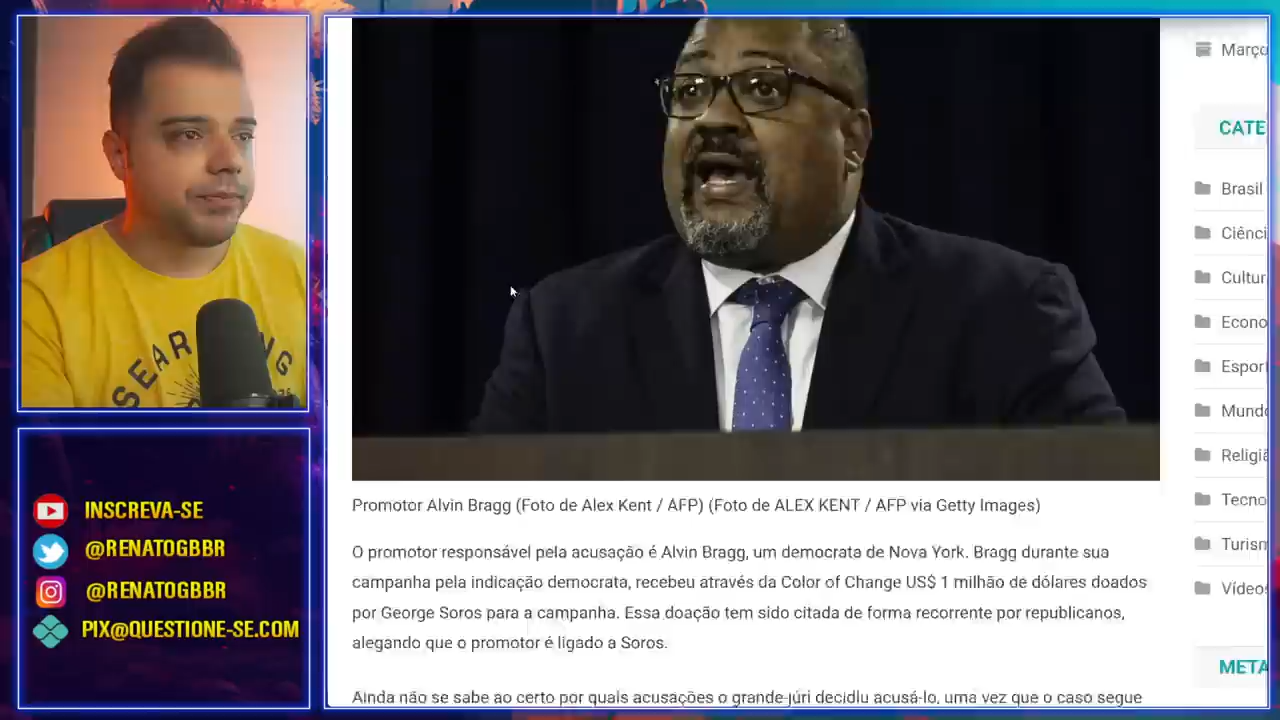 SEARCHING
INSCREVA-SE
@RENATOGBBR
@RENATOGBBR
PIX@QUESTIONE-SE.COM
Promotor Alvin Bragg (Foto de Alex Kent / AFP) (Foto de ALEX KENT / AFP via Getty Images)
O promotor responsável pela acusação é Alvin Bragg, um democrata de Nova York. Bragg durante sua
campanha pela indicação democrata, recebeu através da Color of Change US$ 1 milhão de dólares doados
por George Soros para a campanha. Essa doação tem sido citada de forma recorrente por republicanos,
alegando que o promotor é ligado a Soros.
Ainda não se sabe ao certo por quais acusações o grande júri decidiu acusá-lo, uma vez que o caso segue
Março
CATE
Brasil
Ciênci
Cultur
Econo
Esport
Mundo
Religiã
Tecno
Turism
Vídeos
META